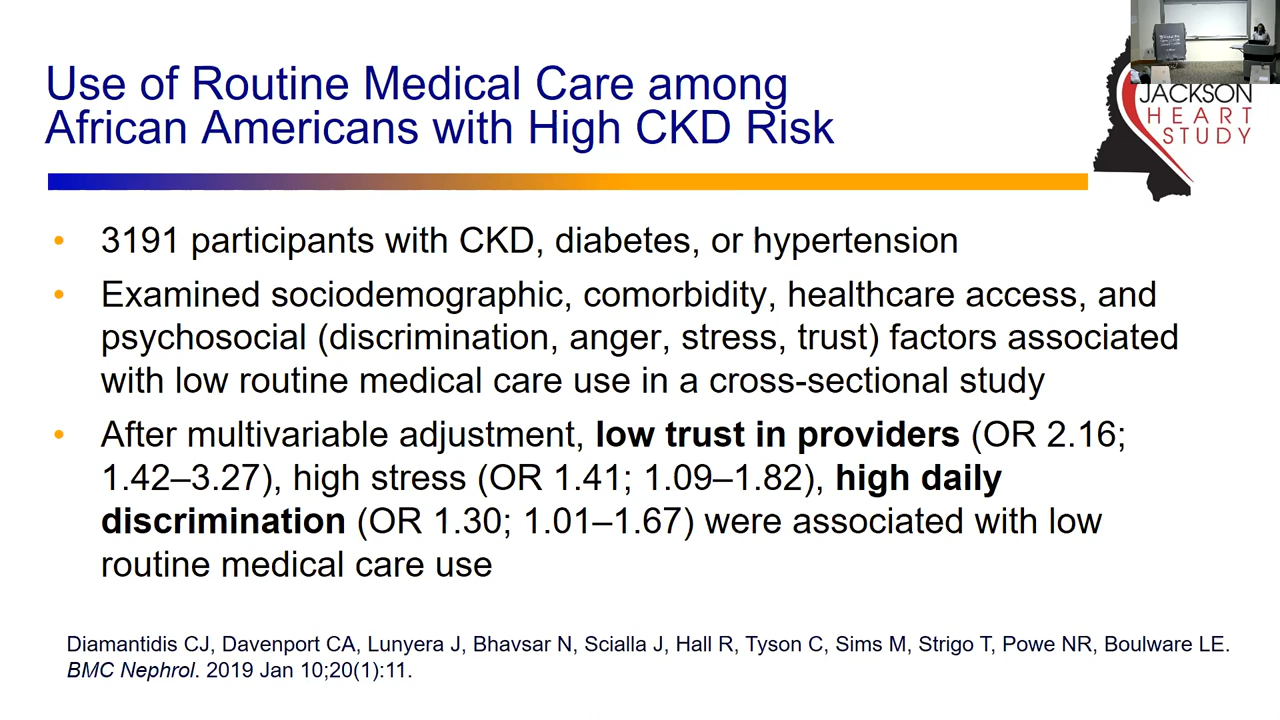 Use of Routine Medical Care among
African Americans with High CKD Risk
JACKSON
HEART
STUDY
• 3191 participants with CKD, diabetes, or hypertension
• Examined sociodemographic, comorbidity, healthcare access, and
psychosocial (discrimination, anger, stress, trust) factors associated
with low routine medical care use in a cross-sectional study
• After multivariable adjustment, low trust in providers (OR 2.16;
1.42–3.27), high stress (OR 1.41; 1.09–1.82), high daily
discrimination (OR 1.30; 1.01–1.67) were associated with low
routine medical care use
Diamantidis CJ, Davenport CA, Lunyera J, Bhavsar N, Scialla J, Hall R, Tyson C, Sims M, Strigo T, Powe NR, Boulware LE.
BMC Nephrol. 2019 Jan 10;20(1):11.